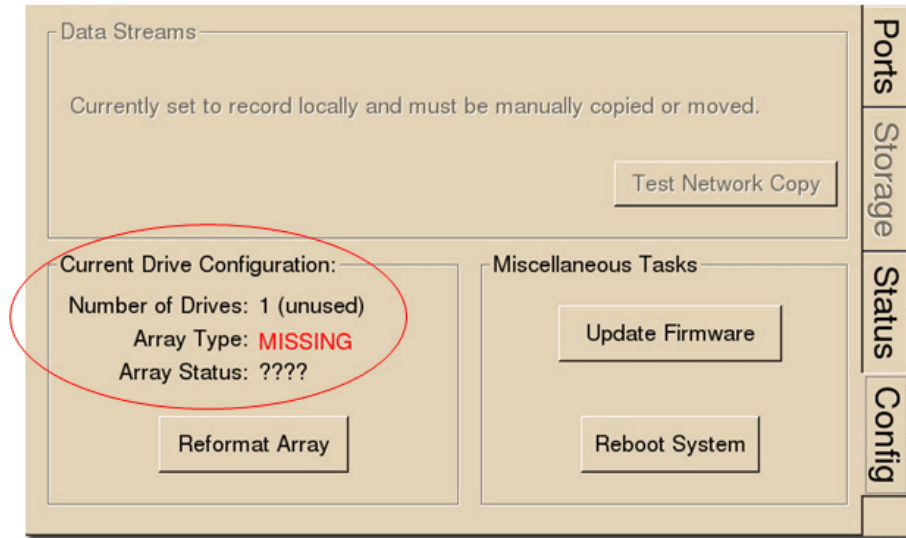 Data Streams
Currently set to record locally and must be manually copied or moved.
Test Network Copy
Current Drive Configuration:
Number of Drives: 1 (unused)
Array Type: MISSING
Array Status: ????
Reformat Array
Miscellaneous Tasks
Update Firmware
Reboot System
Ports
Storage
Status
Config